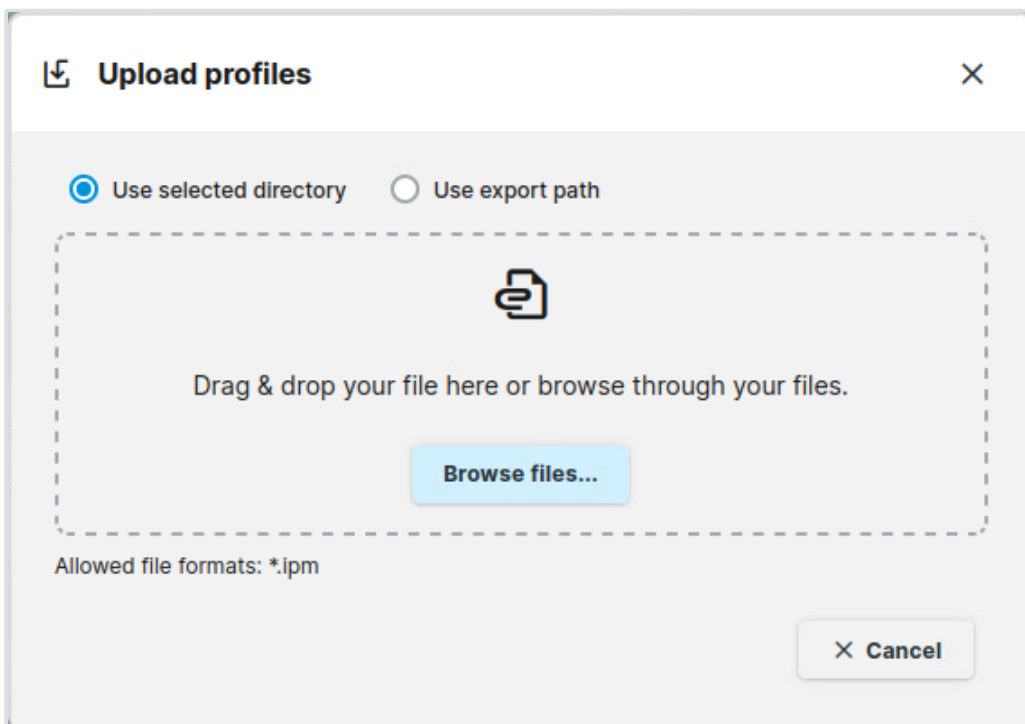 Upload profiles
Use selected directory Use export path
Drag & drop your file here or browse through your files.
Browse files...
Allowed file formats: *.ipm
Cancel